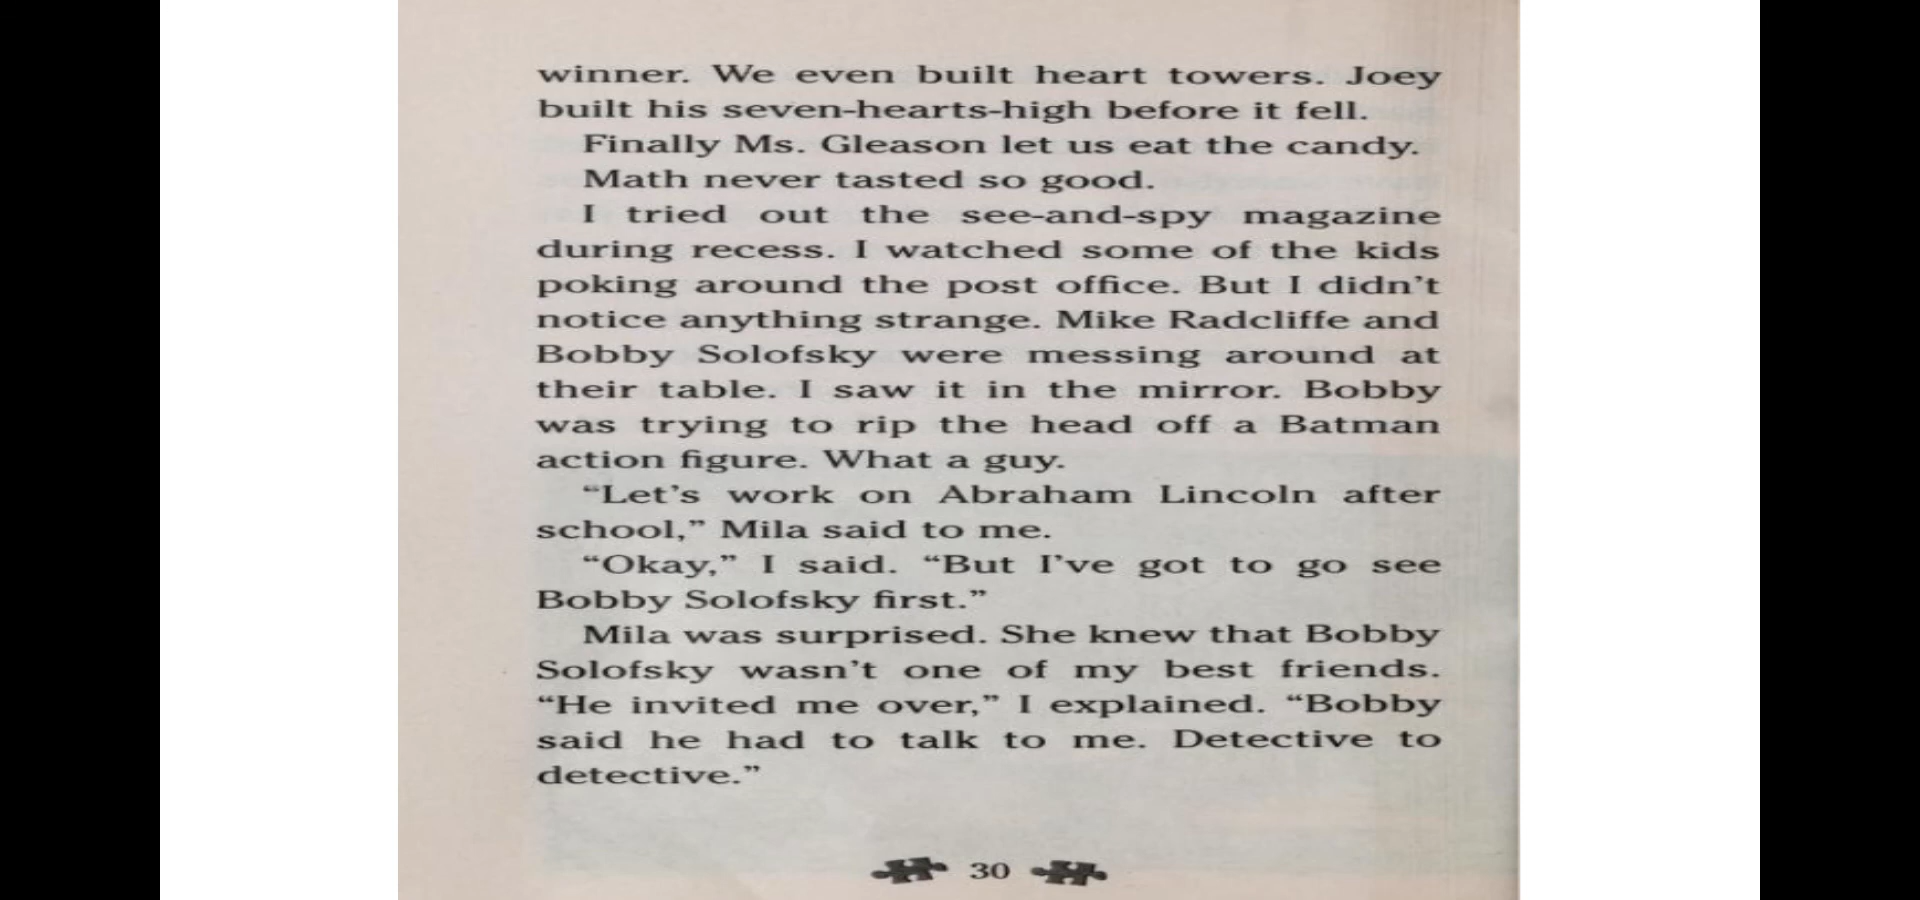 winner. We even built heart towers. Joey
built his seven-hearts-high before it fell.
Finally Ms. Gleason let us eat the candy.
Math never tasted so good.
I tried out the see-and-spy magazine
during recess. I watched some of the kids
poking around the post office. But I didn’t
notice anything strange. Mike Radcliffe and
Bobby Solofsky were messing around at
their table. I saw it in the mirror. Bobby
was trying to rip the head off a Batman
action figure. What a guy.
“Let’s work on Abraham Lincoln after
school,” Mila said to me.
“Okay,” I said. “But I’ve got to go see
Bobby Solofsky first.”
Mila was surprised. She knew that Bobby
Solofsky wasn’t one of my best friends.
“He invited me over,” I explained. “Bobby
said he had to talk to me. Detective to
detective.”
30